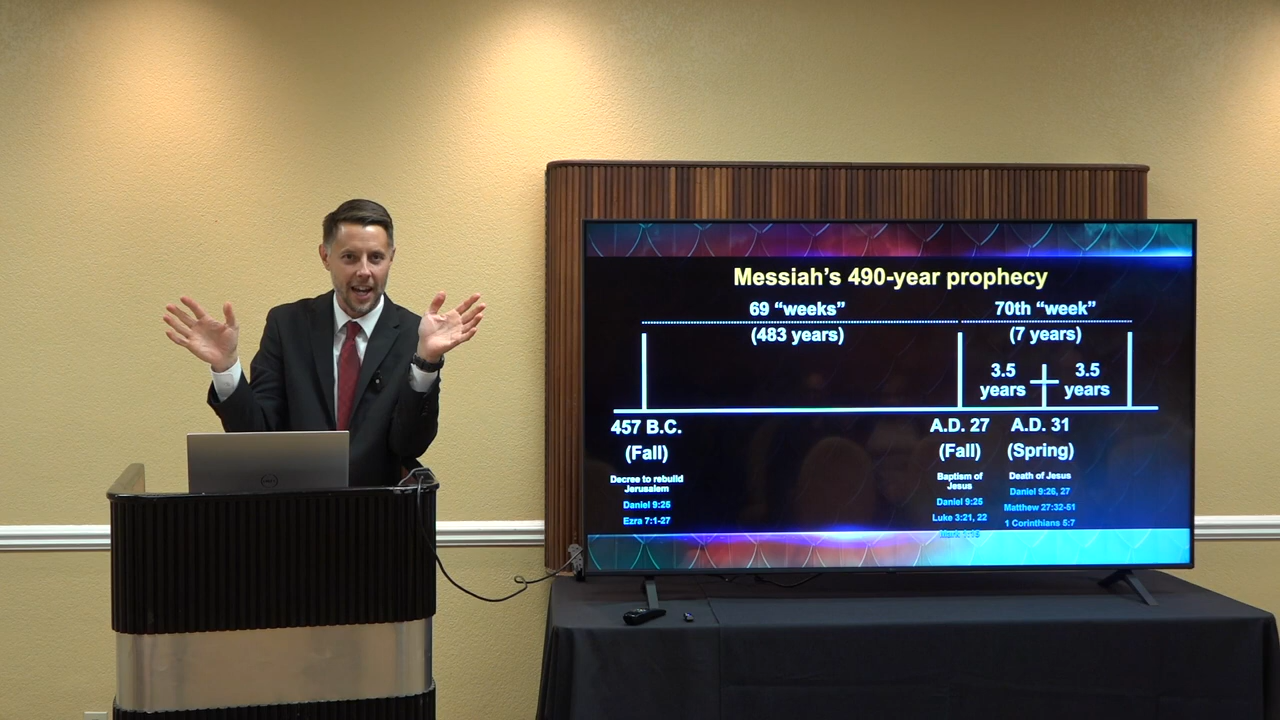 Messiah's 490-year prophecy
69 “weeks”
70th “week”
(483 years)
(7 years)
3.5
years
3.5
years
457 B.C.
(Fall)
Decree to rebuild
Jerusalem
Daniel 9:25
Ezra 7:1-27
A.D. 27
(Fall)
Baptism of
Jesus
Daniel 9:25
Luke 3:21, 22
A.D. 31
(Spring)
Death of Jesus
Daniel 9:26, 27
Matthew 27:32-51
1 Corinthians 5:7
DELL